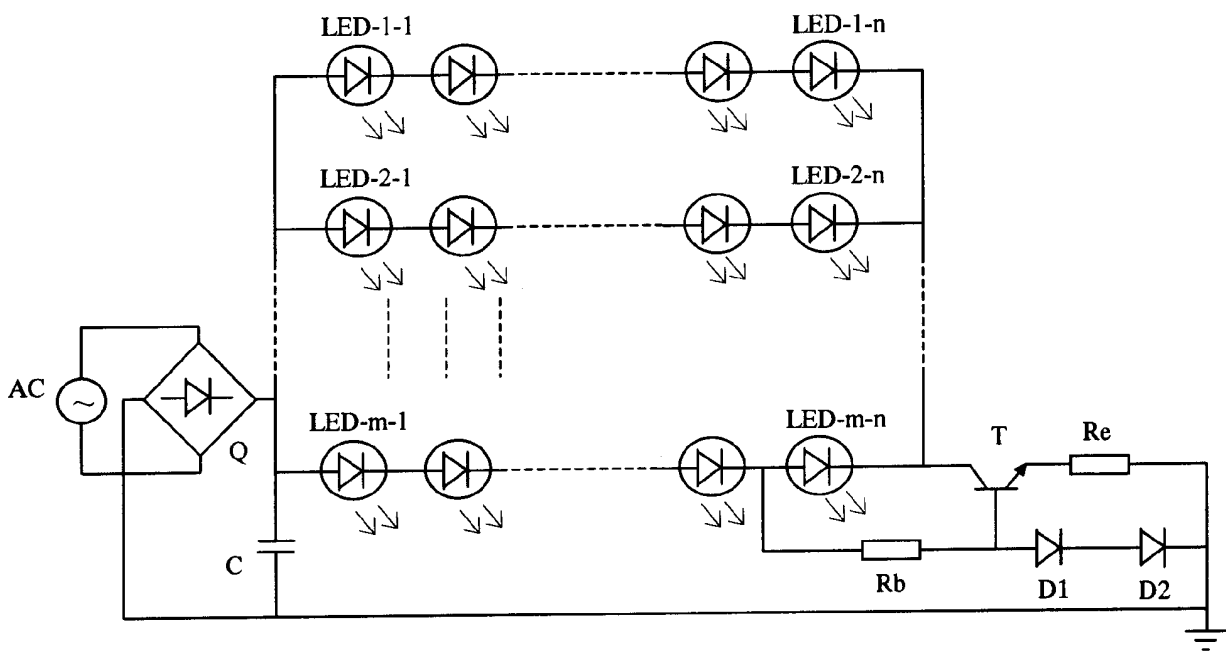 LED-1-1 LED-1-n
LED-2-1 LED-2-n
AC
Q
LED-m-1 LED-m-n
T Re
C
Rb D1 D2